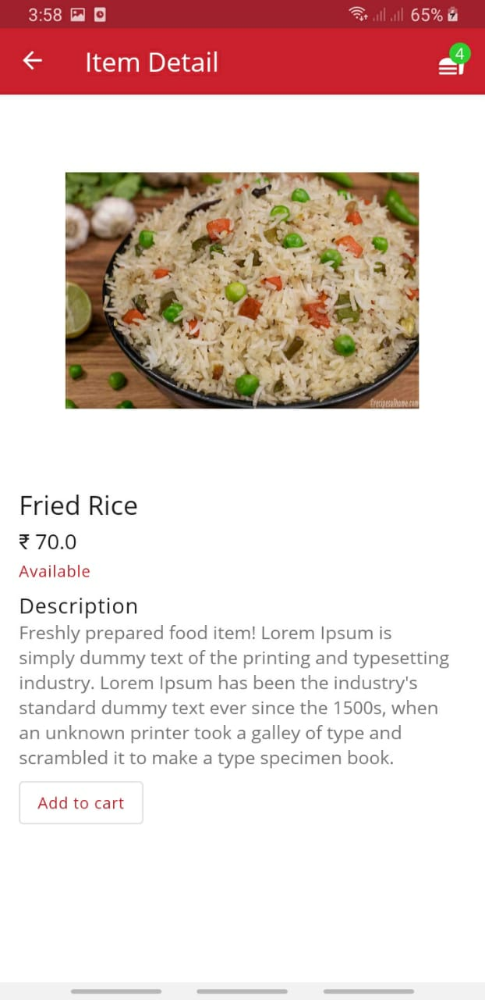 3:58 65%
Item Detail 4
©recipesofhome.com
Fried Rice
₹ 70.0
Available
Description
Freshly prepared food item! Lorem Ipsum is
simply dummy text of the printing and typesetting
industry. Lorem Ipsum has been the industry's
standard dummy text ever since the 1500s, when
an unknown printer took a galley of type and
scrambled it to make a type specimen book.
Add to cart